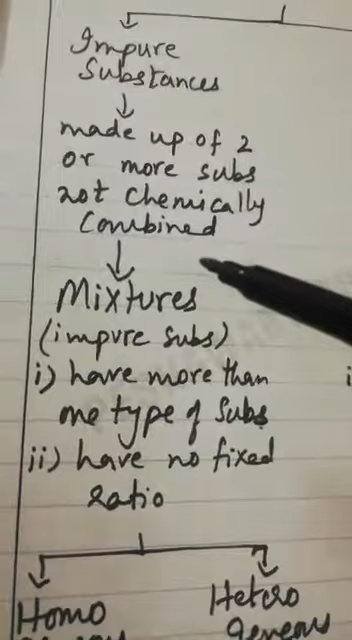 Impure
Substances
made up of 2
or more subs
not chemically
Combined
Mixtures
(impure subs)
i) have more than
one type of Subs
ii) have no fixed
ratio
Homo
Hetero
geneous